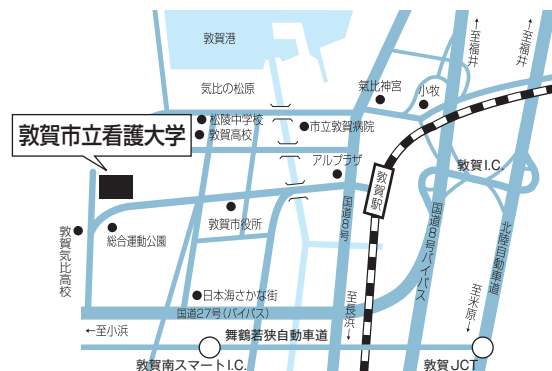 敦賀港
←至福井
←至福井
気比の松原
氣比神宮
小牧
松陵中学校
敦賀高校
市立敦賀病院
敦賀市立看護大学
アルプラザ
敦賀I.C.
敦賀駅
敦賀市役所
国道8号
国道8号バイパス
北陸自動車道
敦賀気比高校
総合運動公園
日本海さかな街
国道27号(バイパス)
至長浜→
至米原→
←至小浜
舞鶴若狭自動車道
敦賀南スマートI.C.
敦賀JCT